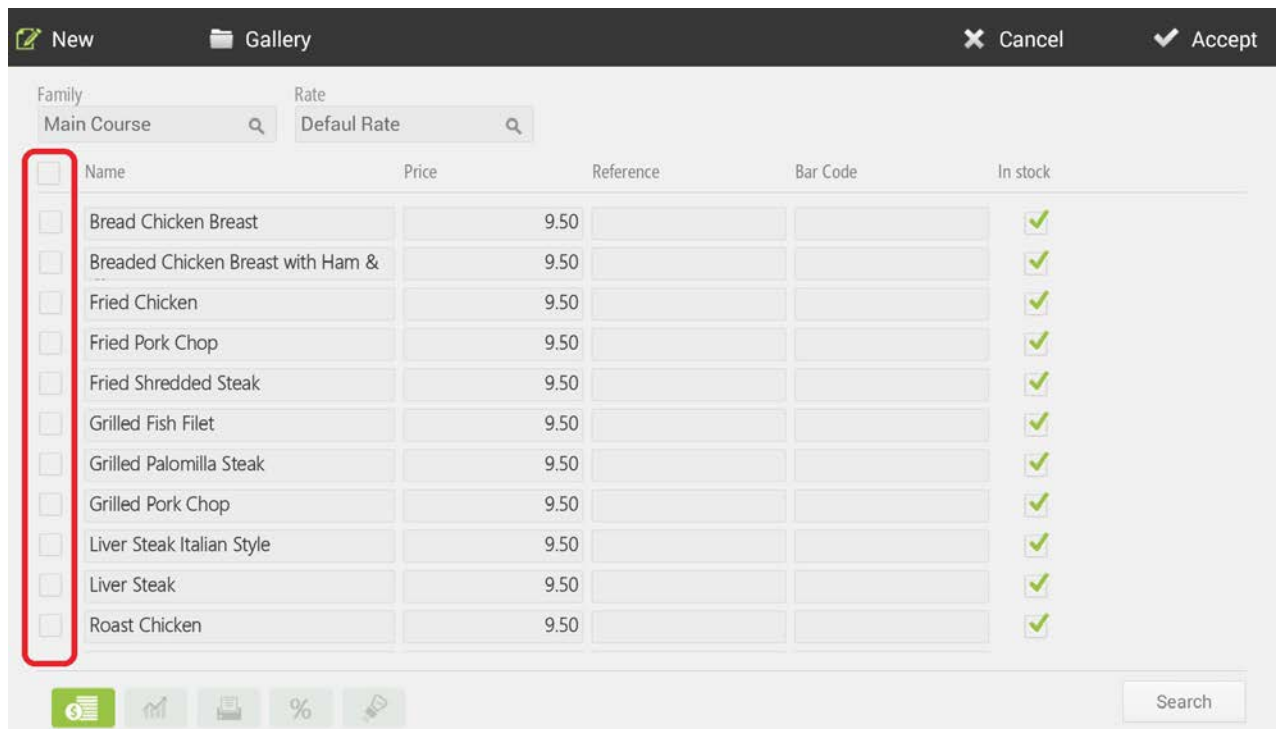 New Gallery Cancel Accept
Family Rate
Main Course Defaul Rate
Name Price Reference Bar Code In stock
Bread Chicken Breast 9.50
Breaded Chicken Breast with Ham & 9.50
Fried Chicken 9.50
Fried Pork Chop 9.50
Fried Shredded Steak 9.50
Grilled Fish Filet 9.50
Grilled Palomilla Steak 9.50
Grilled Pork Chop 9.50
Liver Steak Italian Style 9.50
Liver Steak 9.50
Roast Chicken 9.50
$ % Search